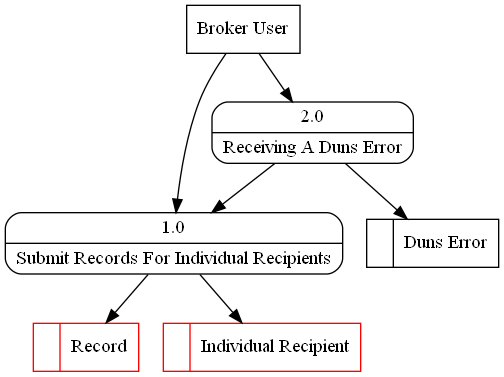 Broker User
2.0
Receiving A Duns Error
1.0
Submit Records For Individual Recipients
Duns Error
Record
Individual Recipient